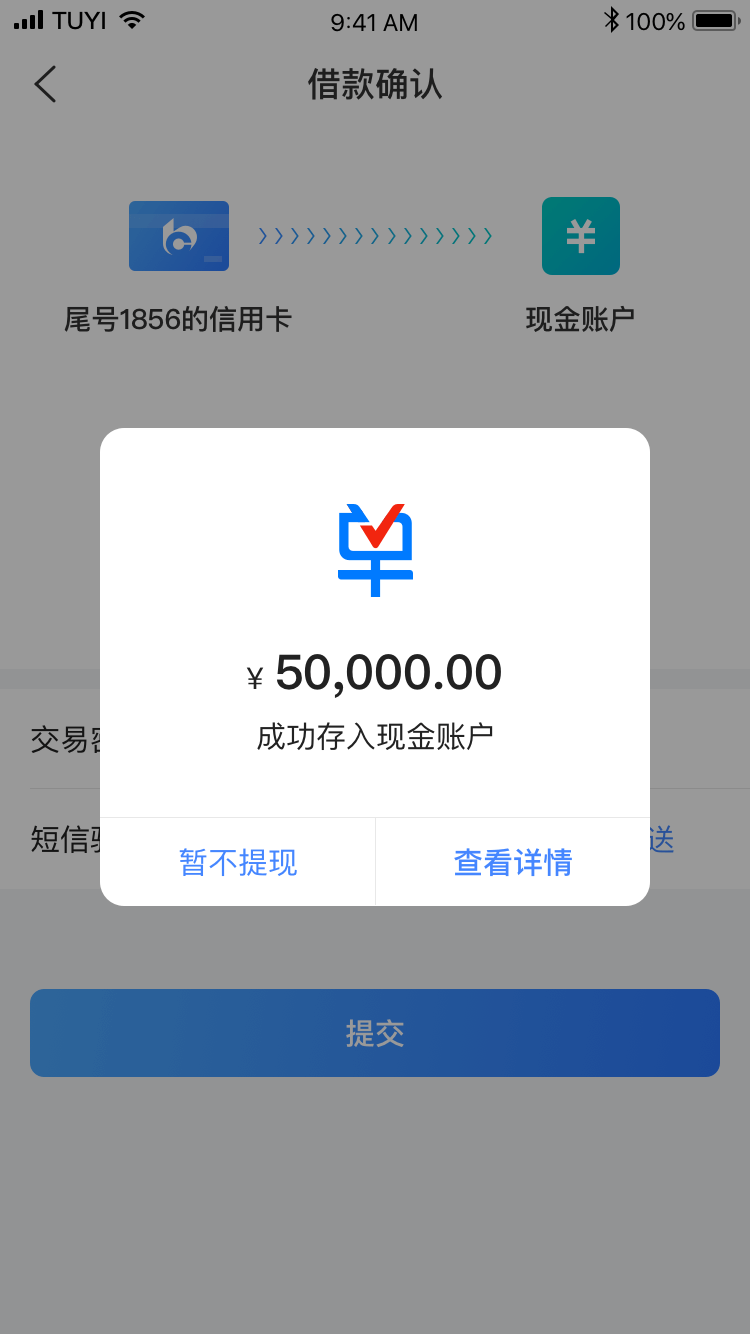 TUYI 9:41 AM 100%
借款确认
尾号1856的信用卡 现金账户
¥ 50,000.00
成功存入现金账户
交易
短信 送
暂不提现 查看详情
提交